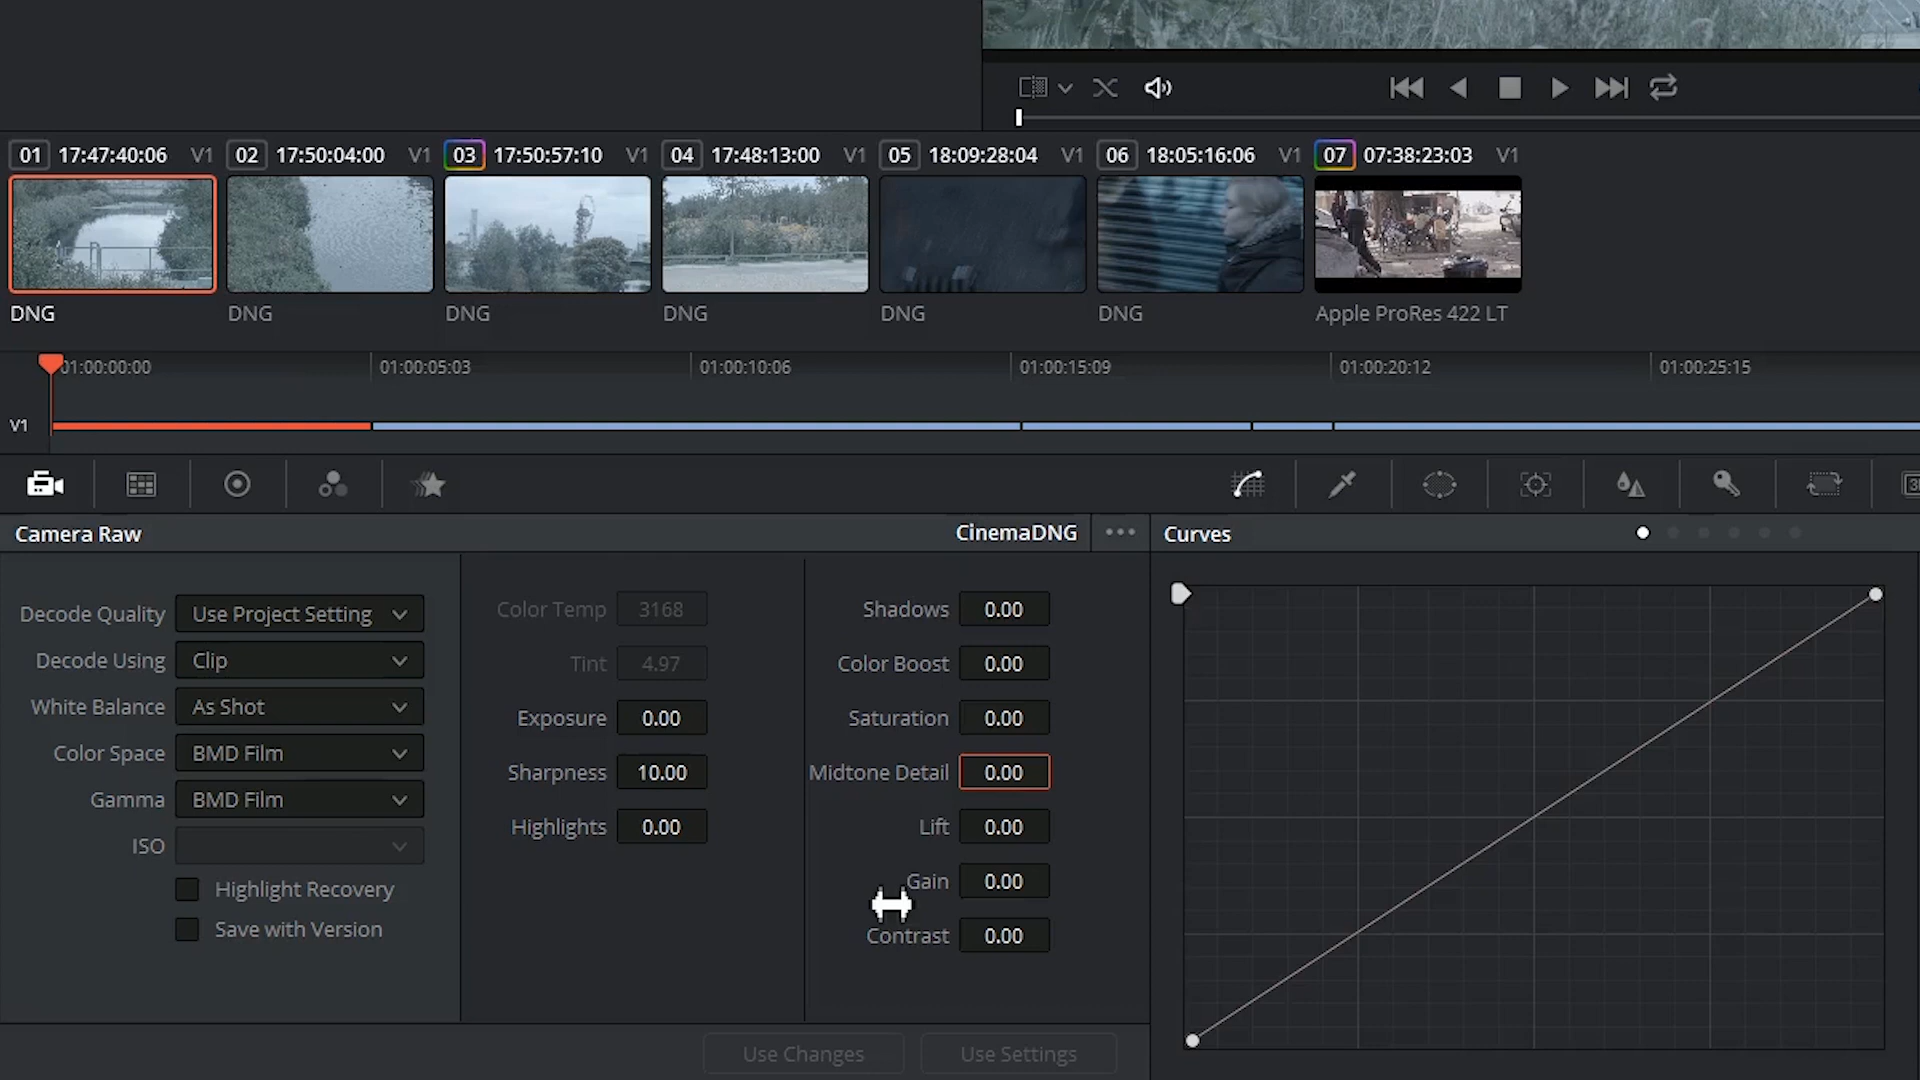 01 17:47:40:06 V1 02 17:50:04:00 V1 03 17:50:57:10 V1 04 17:48:13:00 V1 05 18:09:28:04 V1 06 18:05:16:06 V1 07 07:38:23:03 V1
DNG DNG DNG DNG DNG DNG Apple ProRes 422 LT
01:00:00:00 01:00:05:03 01:00:10:06 01:00:15:09 01:00:20:12 01:00:25:15
V1
Camera Raw CinemaDNG
Decode Quality Use Project Setting
Decode Using Clip
White Balance As Shot
Color Space BMD Film
Gamma BMD Film
ISO
Highlight Recovery
Save with Version
Color Temp 3168
Tint 4.97
Exposure 0.00
Sharpness 10.00
Highlights 0.00
Shadows 0.00
Color Boost 0.00
Saturation 0.00
Midtone Detail 0.00
Lift 0.00
Gain 0.00
Contrast 0.00
Use Changes Use Settings
Curves